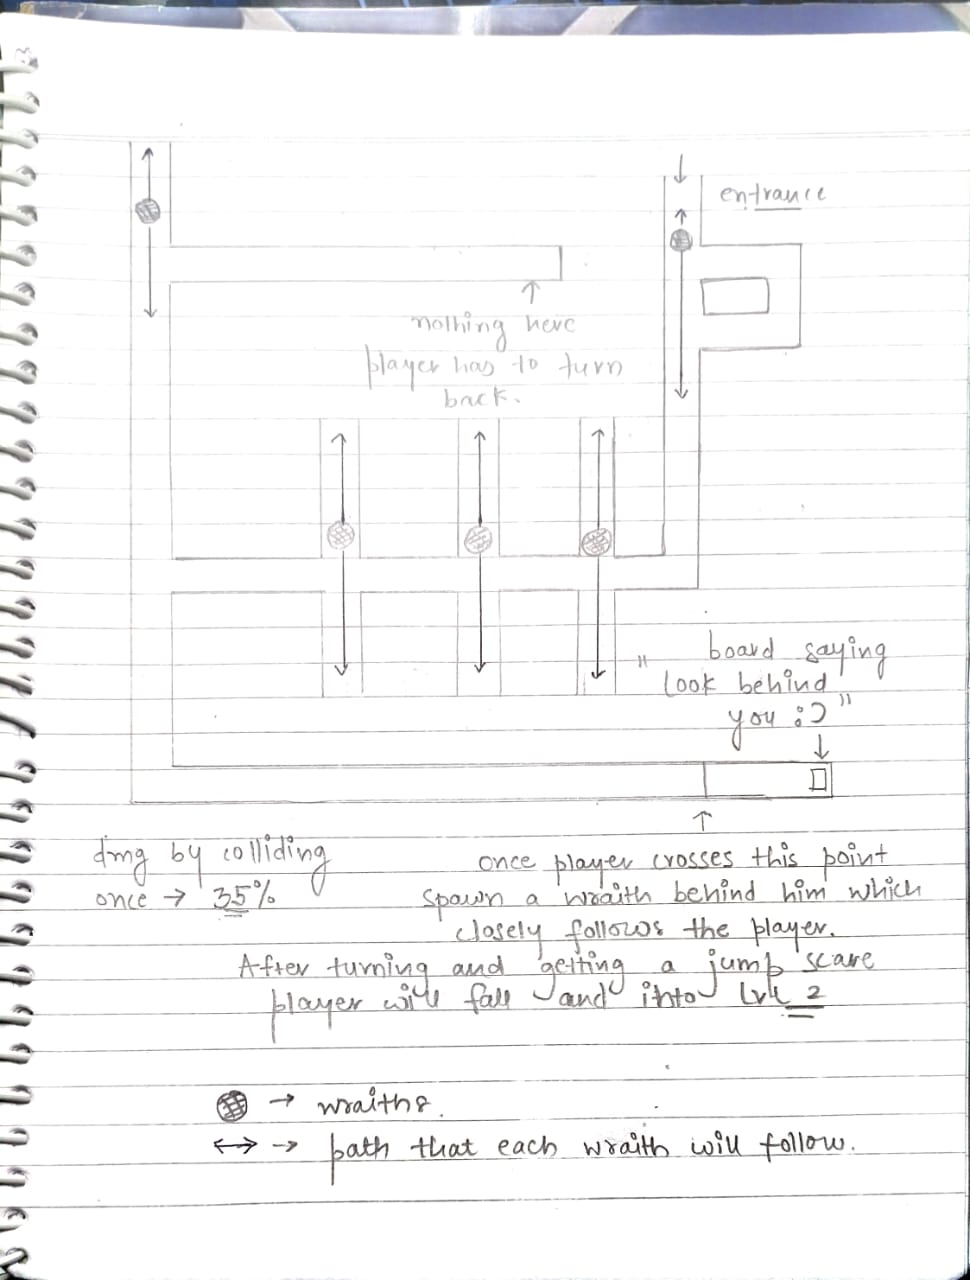 entrance
nothing here
player has to turn
back.
board saying
"look behind
you :)"
dmg by colliding
once → 35%
once player crosses this point
spawn a wraith behind him which
closely follows the player.
After turning and getting a jump scare
player will fall and into lvl 2
→ wraiths.
↔ → path that each wraith will follow.